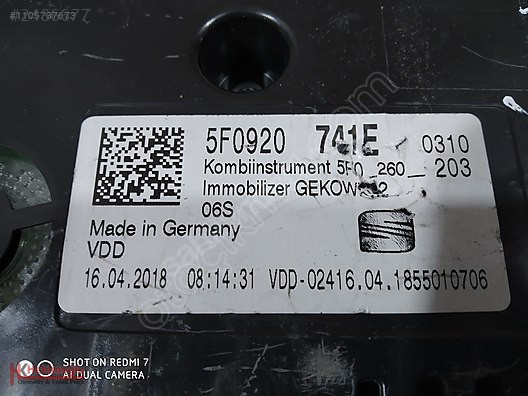 #1105737673
5F0920 741E 0310
Kombiinstrument 5F0 260 203
Immobilizer
06S
Made in Germany
VDD
16.04.2018 08:14:31 VDD-02416.04.1855010706
SHOT ON REDMI 7
AI DUAL CAMERA